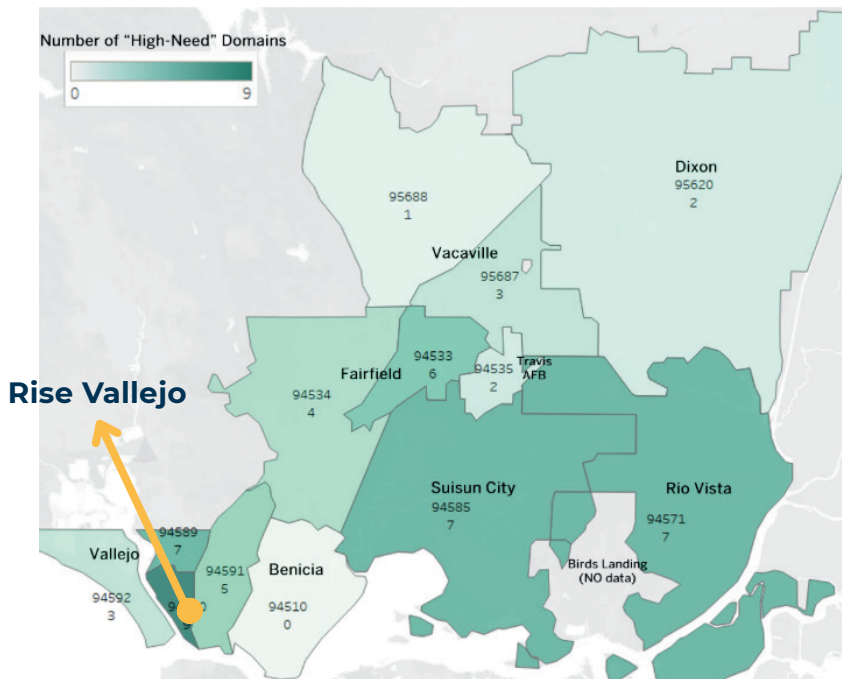 Number of "High-Need" Domains
0
9
Dixon
95620
2
95688
1
Vacaville
95687
3
94533
6
Travis
AFB
94535
2
Fairfield
94534
4
Rise Vallejo
Suisun City
94585
7
Rio Vista
94571
7
94589
7
Vallejo
94591
5
Benicia
94510
0
Birds Landing
(NO data)
94592
3
9